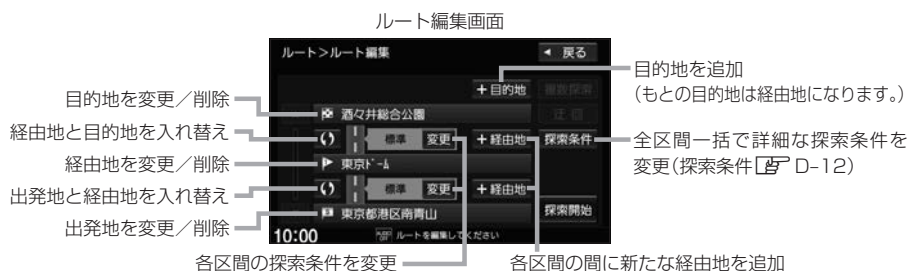 ルート編集画面
ルート>ルート編集
◀ 戻る
＋目的地
複数探索
目的地を追加
（もとの目的地は経由地になります。）
目的地を変更／削除
酒々井総合公園
迂回
経由地と目的地を入れ替え
標準 変更
＋経由地
探索条件
全区間一括で詳細な探索条件を
変更（探索条件 D-12）
経由地を変更／削除
東京ﾄﾞｰﾑ
出発地と経由地を入れ替え
標準 変更
＋経由地
出発地を変更／削除
東京都港区南青山
探索開始
10:00
ルートを編集してください
各区間の探索条件を変更
各区間の間に新たな経由地を追加